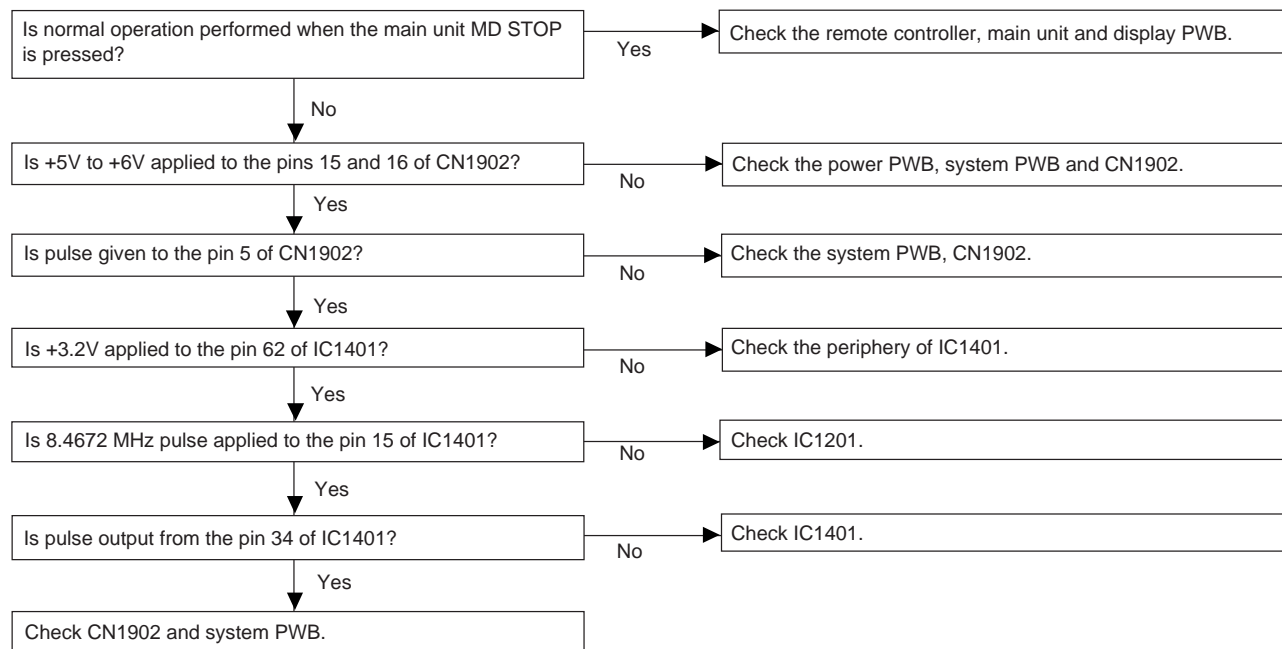 Is normal operation performed when the main unit MD STOP
is pressed?
Yes
Check the remote controller, main unit and display PWB.
No
Is +5V to +6V applied to the pins 15 and 16 of CN1902?
No
Check the power PWB, system PWB and CN1902.
Yes
Is pulse given to the pin 5 of CN1902?
No
Check the system PWB, CN1902.
Yes
Is +3.2V applied to the pin 62 of IC1401?
No
Check the periphery of IC1401.
Yes
Is 8.4672 MHz pulse applied to the pin 15 of IC1401?
No
Check IC1201.
Yes
Is pulse output from the pin 34 of IC1401?
No
Check IC1401.
Yes
Check CN1902 and system PWB.